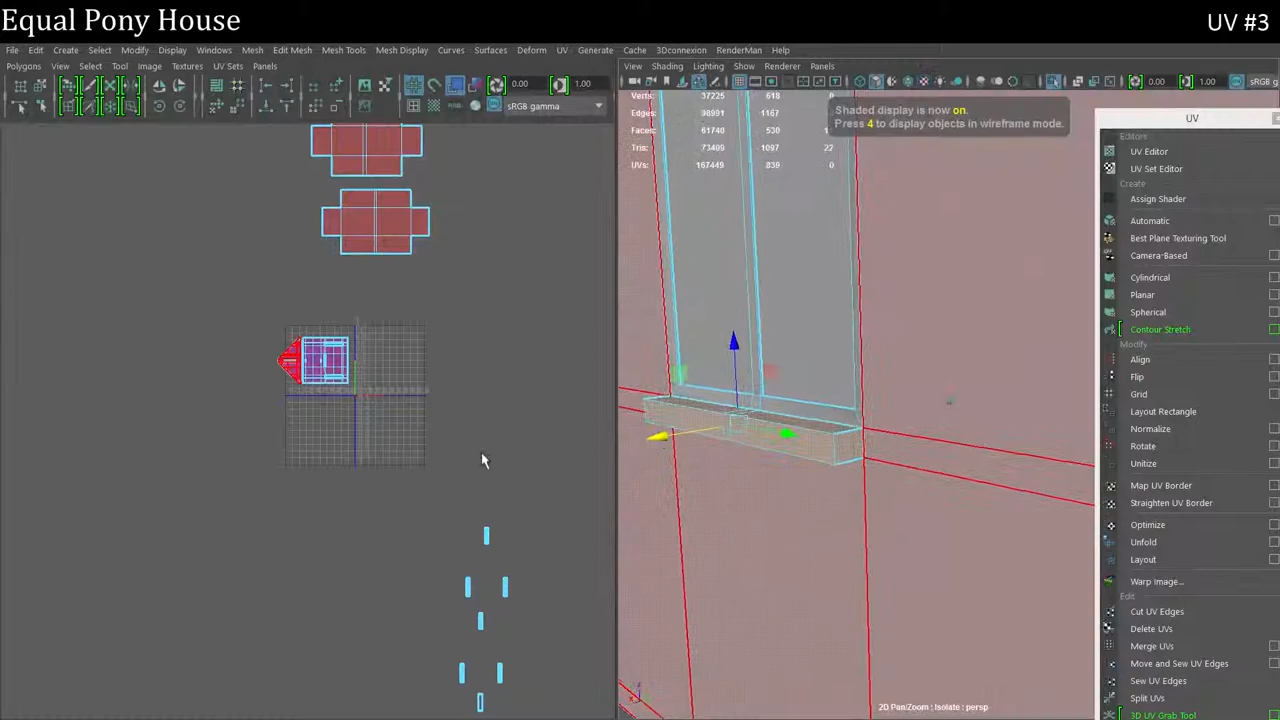 Equal Pony House
UV #3
File Edit Create Select Modify Display Windows Mesh Edit Mesh Mesh Tools Mesh Display Curves Surfaces Deform UV Generate Cache 3Dconnexion RenderMan Help
Polygons View Select Tool Image Textures UV Sets Panels
View Shading Lighting Show Renderer Panels
0.00 1.00
sRGB gamma
0.00 1.00 sRGB g
Verts: 37225 618
Edges: 38991 1167
Faces: 61740 530
Tris: 73409 1097 22
UVs: 167449 839 0
Shaded display is now on.
Press 4 to display objects in wireframe mode.
2D Pan/Zoom : Isolate : persp
UV
Editors
UV Editor
UV Set Editor
Create
Assign Shader
Automatic
Best Plane Texturing Tool
Camera-Based
Cylindrical
Planar
Spherical
Contour Stretch
Modify
Align
Flip
Grid
Layout Rectangle
Normalize
Rotate
Unitize
Map UV Border
Straighten UV Border
Optimize
Unfold
Layout
Warp Image...
Edit
Cut UV Edges
Delete UVs
Merge UVs
Move and Sew UV Edges
Sew UV Edges
Split UVs
3D UV Grab Tool